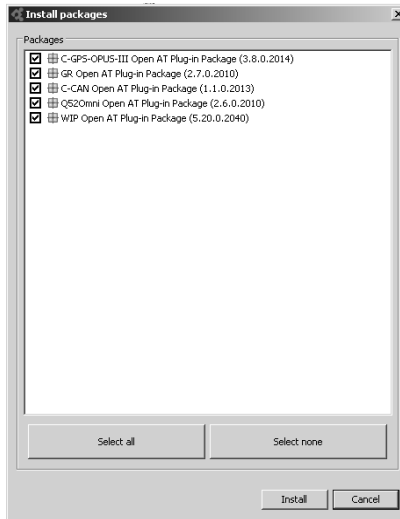 Install packages
Packages
C-GPS-OPUS-III Open AT Plug-in Package (3.8.0.2014)
GR Open AT Plug-in Package (2.7.0.2010)
C-CAN Open AT Plug-in Package (1.1.0.2013)
Q52Omni Open AT Plug-in Package (2.6.0.2010)
WIP Open AT Plug-in Package (5.20.0.2040)
Select all
Select none
Install
Cancel